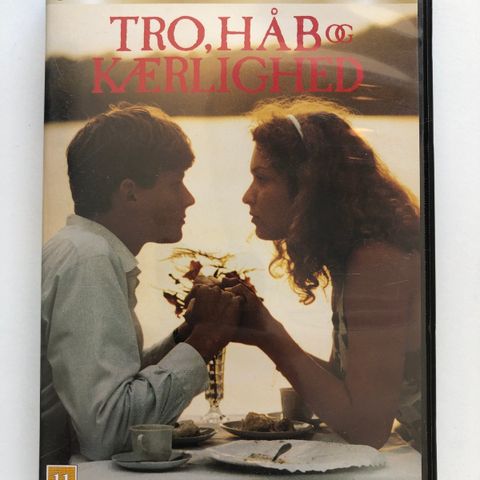 TRO, HÅB OG
KÆRLIGHED
11